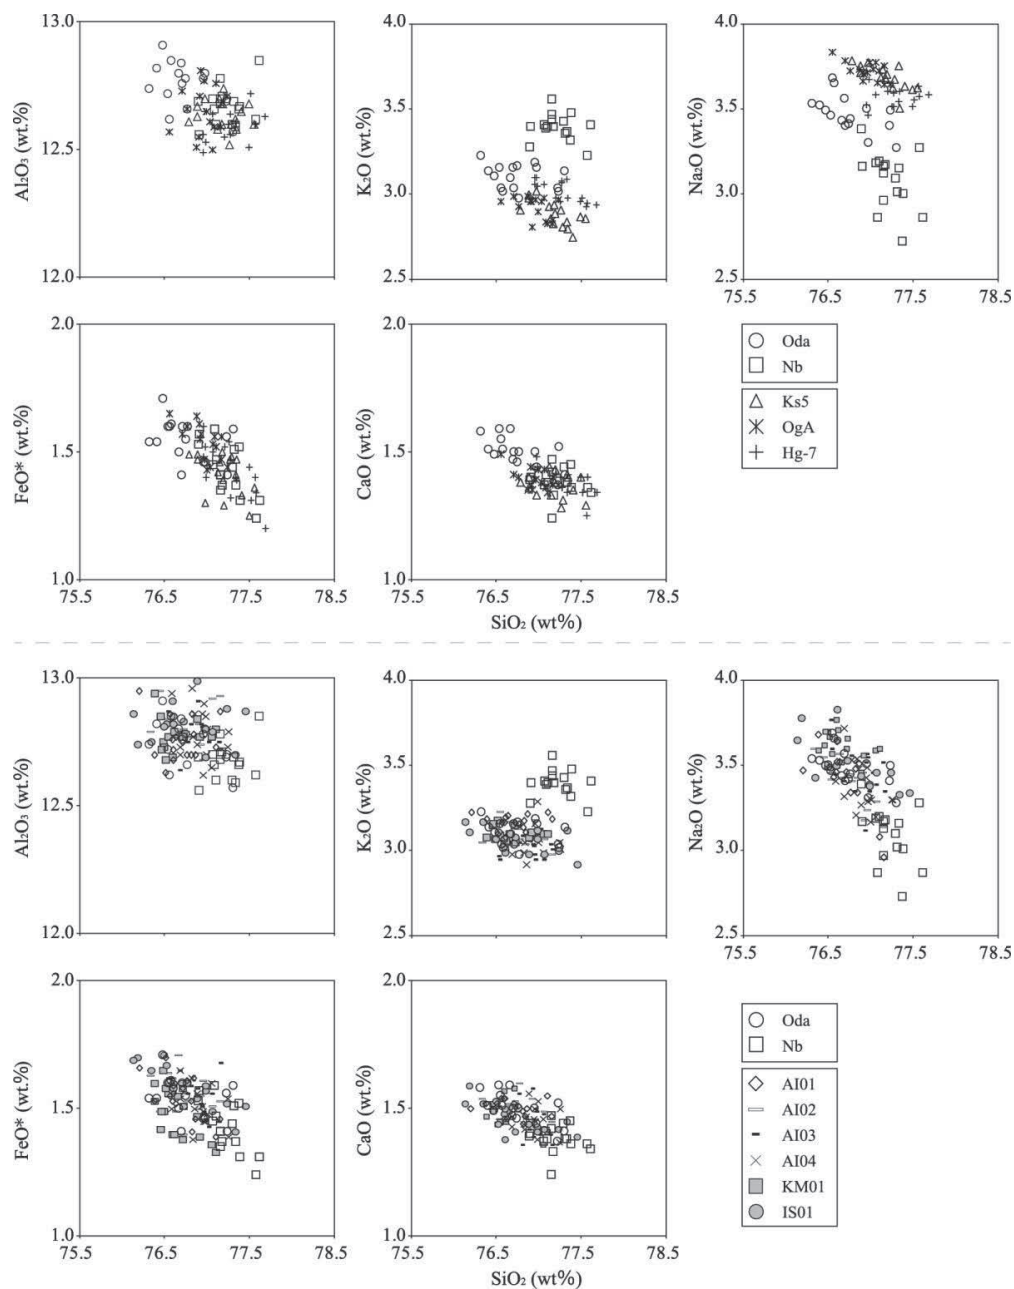 13.0
12.5
12.0
Al₂O₃ (wt.%)
4.0
3.5
3.0
2.5
K₂O (wt.%)
4.0
3.5
3.0
2.5
Na₂O (wt.%)
75.5 76.5 77.5 78.5
2.0
1.5
1.0
FeO* (wt.%)
75.5 76.5 77.5 78.5
2.0
1.5
1.0
CaO (wt.%)
75.5 76.5 77.5 78.5
SiO₂ (wt%)
Oda
Nb
Ks5
OgA
Hg-7
13.0
12.5
12.0
Al₂O₃ (wt.%)
4.0
3.5
3.0
2.5
K₂O (wt.%)
4.0
3.5
3.0
2.5
Na₂O (wt.%)
75.5 76.5 77.5 78.5
2.0
1.5
1.0
FeO* (wt.%)
75.5 76.5 77.5 78.5
2.0
1.5
1.0
CaO (wt.%)
75.5 76.5 77.5 78.5
SiO₂ (wt%)
Oda
Nb
AI01
AI02
AI03
AI04
KM01
IS01